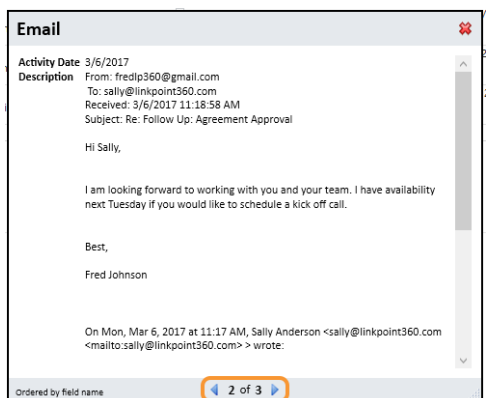 Email
Activity Date 3/6/2017
Description From: fredlp360@gmail.com
To: sally@linkpoint360.com
Received: 3/6/2017 11:18:58 AM
Subject: Re: Follow Up: Agreement Approval
Hi Sally,
I am looking forward to working with you and your team. I have availability
next Tuesday if you would like to schedule a kick off call.
Best,
Fred Johnson
On Mon, Mar 6, 2017 at 11:17 AM, Sally Anderson <sally@linkpoint360.com
<mailto:sally@linkpoint360.com> > wrote:
Ordered by field name
2 of 3